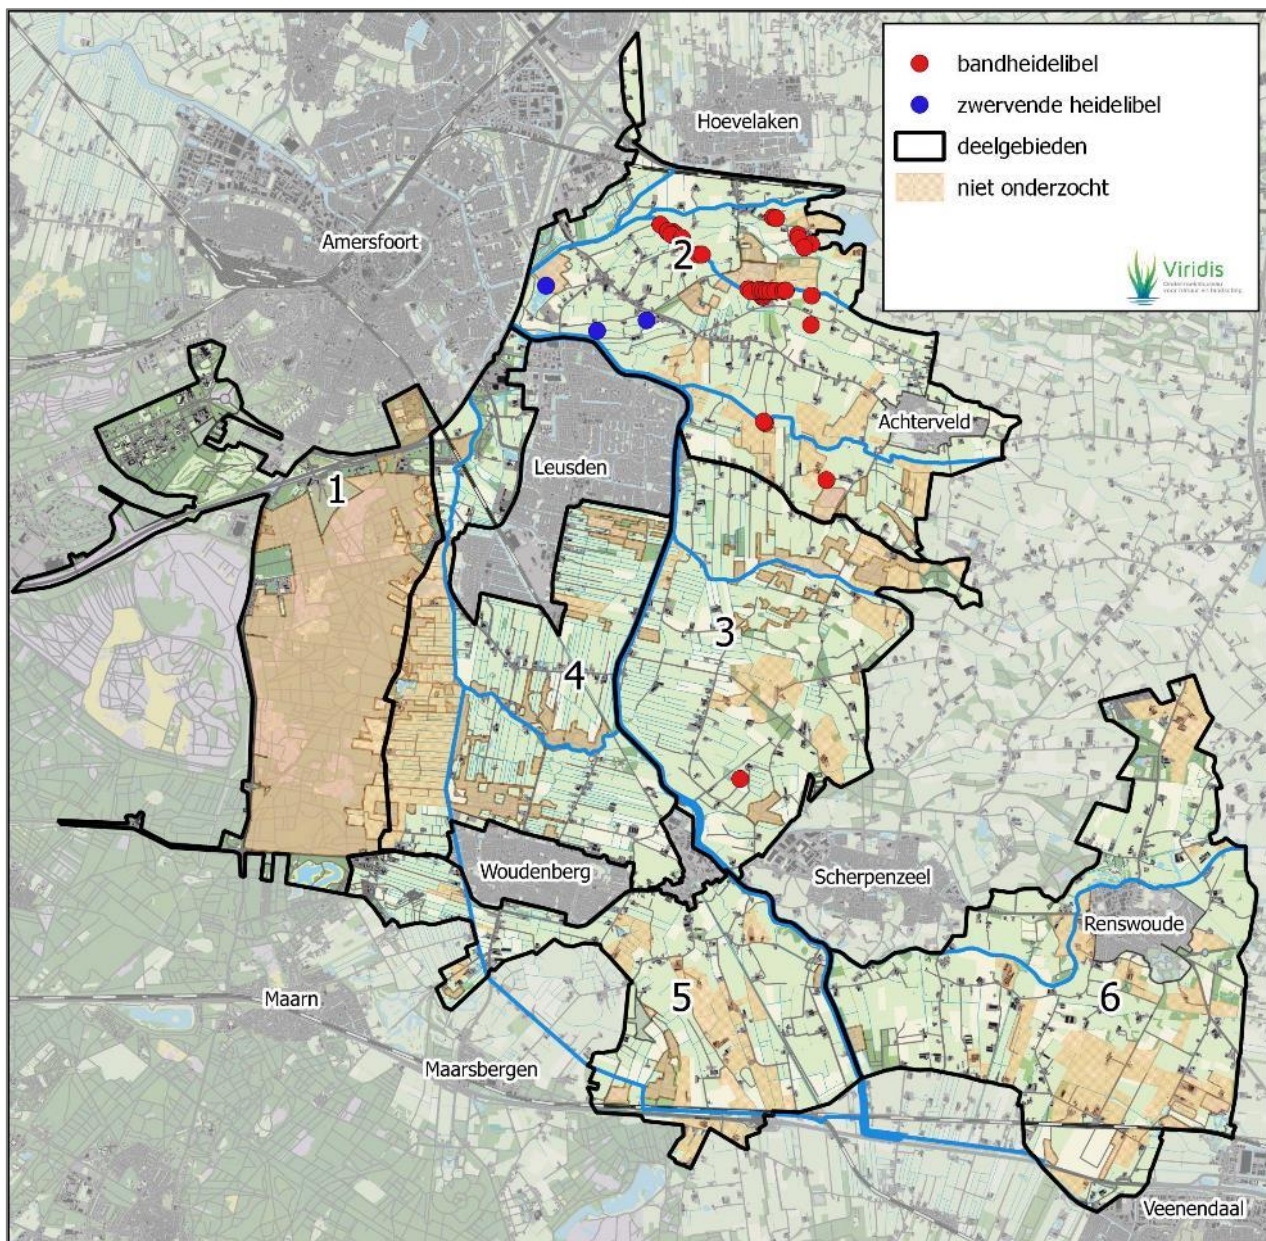 bandheidelibel
zwervende heidelibel
deelgebieden
niet onderzocht
Viridis
Hoevelaken
Amersfoort
2
Achterveld
Leusden
1
3
4
Woudenberg
Scherpenzeel
Renswoude
Maarn
5
6
Maarsbergen
Veenendaal